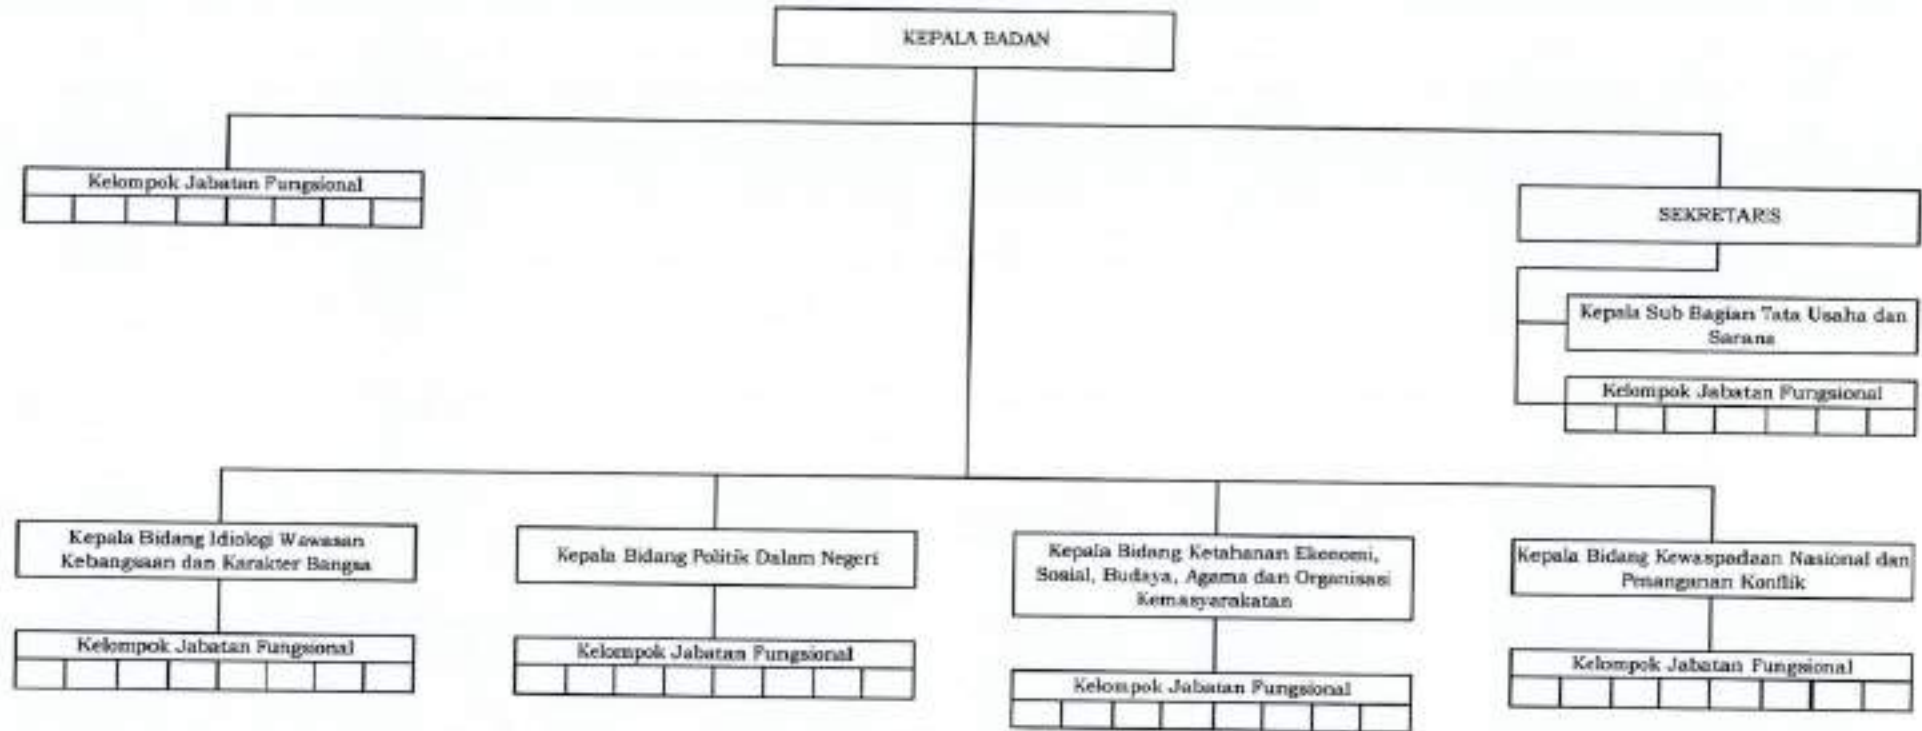 KEPALA BADAN
Kelompok Jabatan Fungsional
SEKRETARIS
Kepala Sub Bagian Tata Usaha dan
Sarana
Kelompok Jabatan Fungsional
Kepala Bidang Idiologi Wawasan
Kebangsaan dan Karakter Bangsa
Kepala Bidang Politik Dalam Negeri
Kepala Bidang Ketahanan Ekonomi,
Sosial, Budaya, Agama dan Organisasi
Kemasyarakatan
Kepala Bidang Kewaspadaan Nasional dan
Penanganan Konflik
Kelompok Jabatan Fungsional
Kelompok Jabatan Fungsional
Kelompok Jabatan Fungsional
Kelompok Jabatan Fungsional